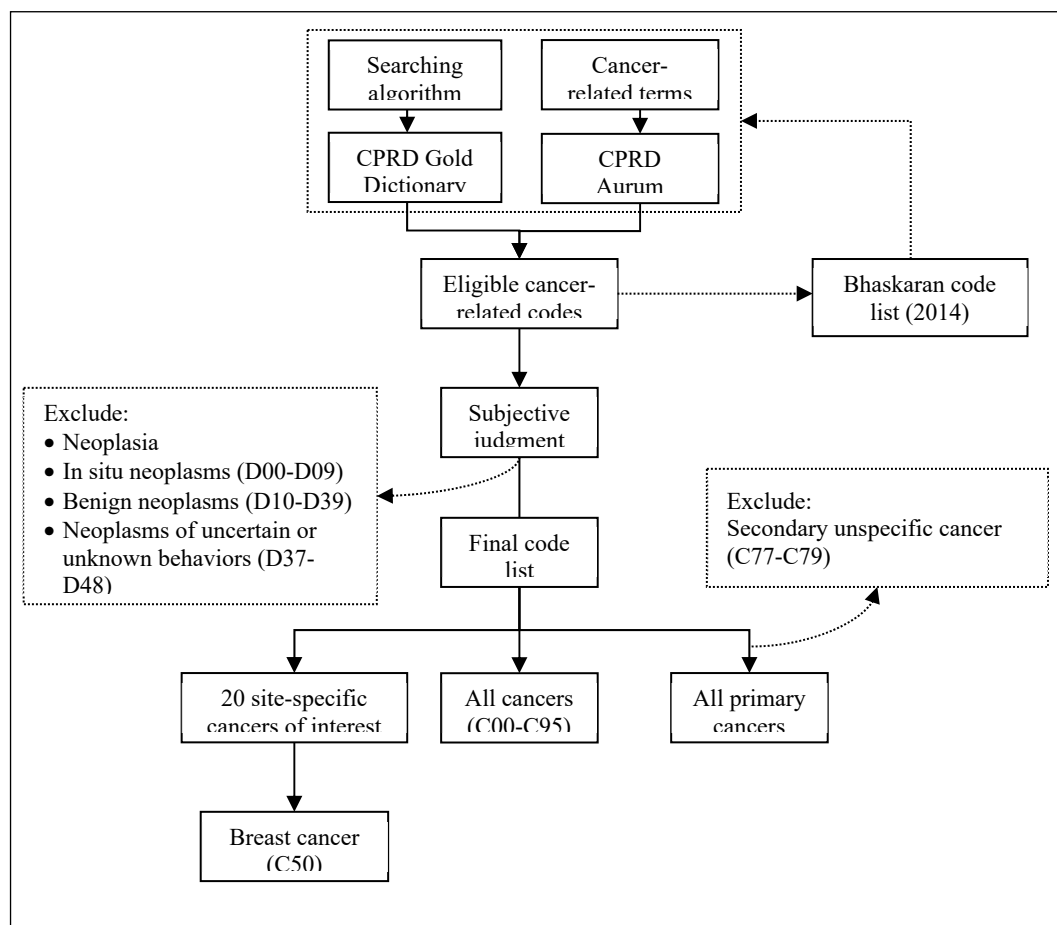 Searching
algorithm
Cancer-
related terms
CPRD Gold
Dictionary
CPRD
Aurum
Eligible cancer-
related codes
Bhaskaran code
list (2014)
Subjective
judgment
Exclude:
• Neoplasia
• In situ neoplasms (D00-D09)
• Benign neoplasms (D10-D39)
• Neoplasms of uncertain or
unknown behaviors (D37-
D48)
Exclude:
Secondary unspecific cancer
(C77-C79)
Final code
list
20 site-specific
cancers of interest
All cancers
(C00-C95)
All primary
cancers
Breast cancer
(C50)